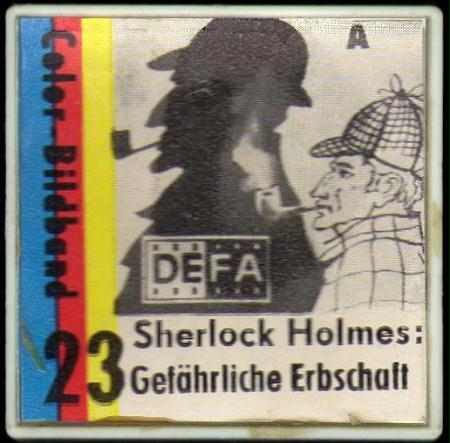 A
Color-Bildband
DEFA
23
Sherlock Holmes:
Gefährliche Erbschaft